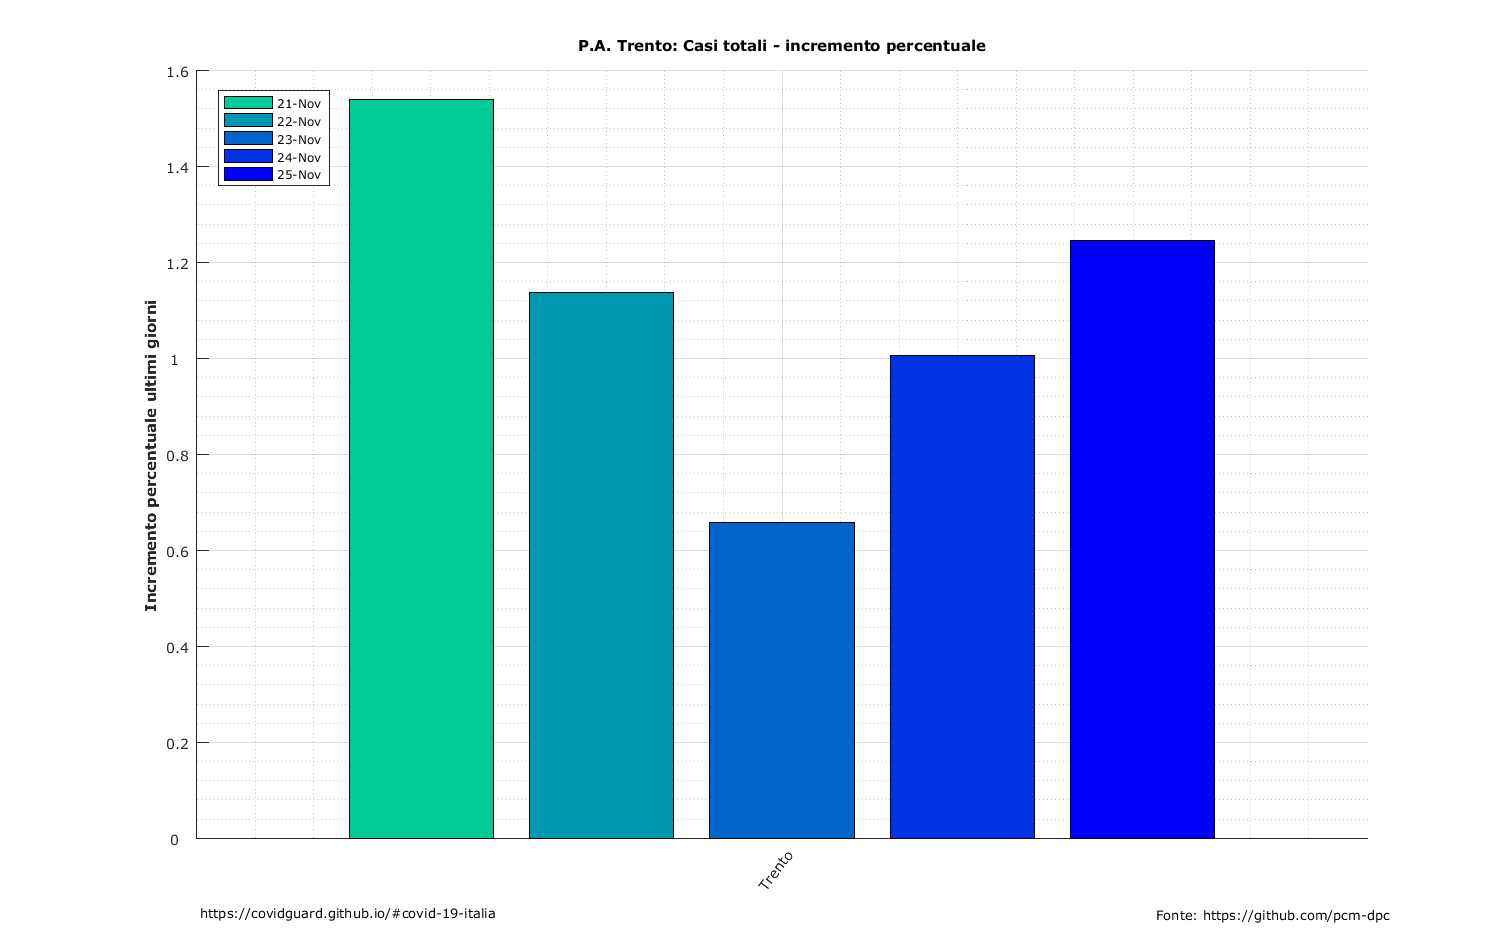 P.A. Trento: Casi totali - incremento percentuale
1.6
1.4
1.2
1
0.8
0.6
0.4
0.2
0
Incremento percentuale ultimi giorni
21-Nov
22-Nov
23-Nov
24-Nov
25-Nov
Trento
https://covidguard.github.io/#covid-19-italia
Fonte: https://github.com/pcm-dpc